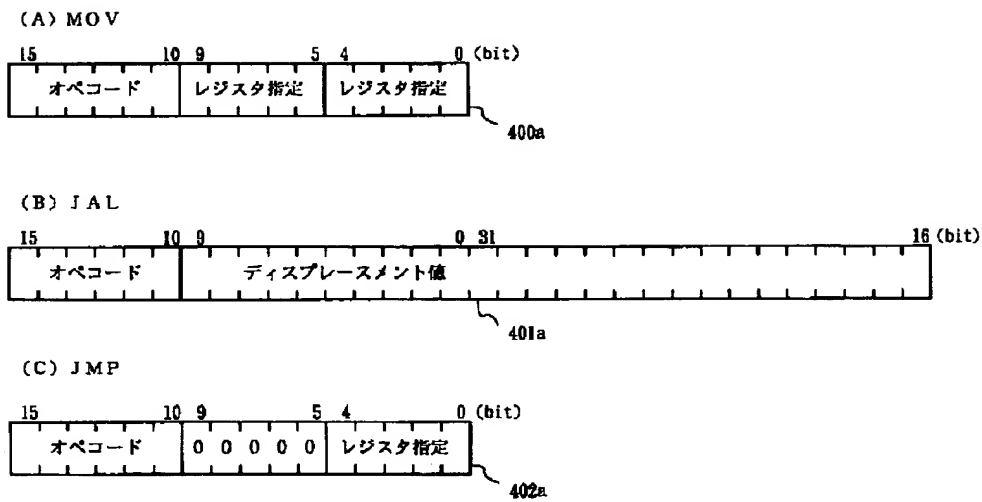 (A) MOV
15 10 9 5 4 0 (bit)
オペコード レジスタ指定 レジスタ指定
400a
(B) JAL
15 10 9 0 31 16 (bit)
オペコード ディスプレースメント値
401a
(C) JMP
15 10 9 5 4 0 (bit)
オペコード 0 0 0 0 0 レジスタ指定
402a